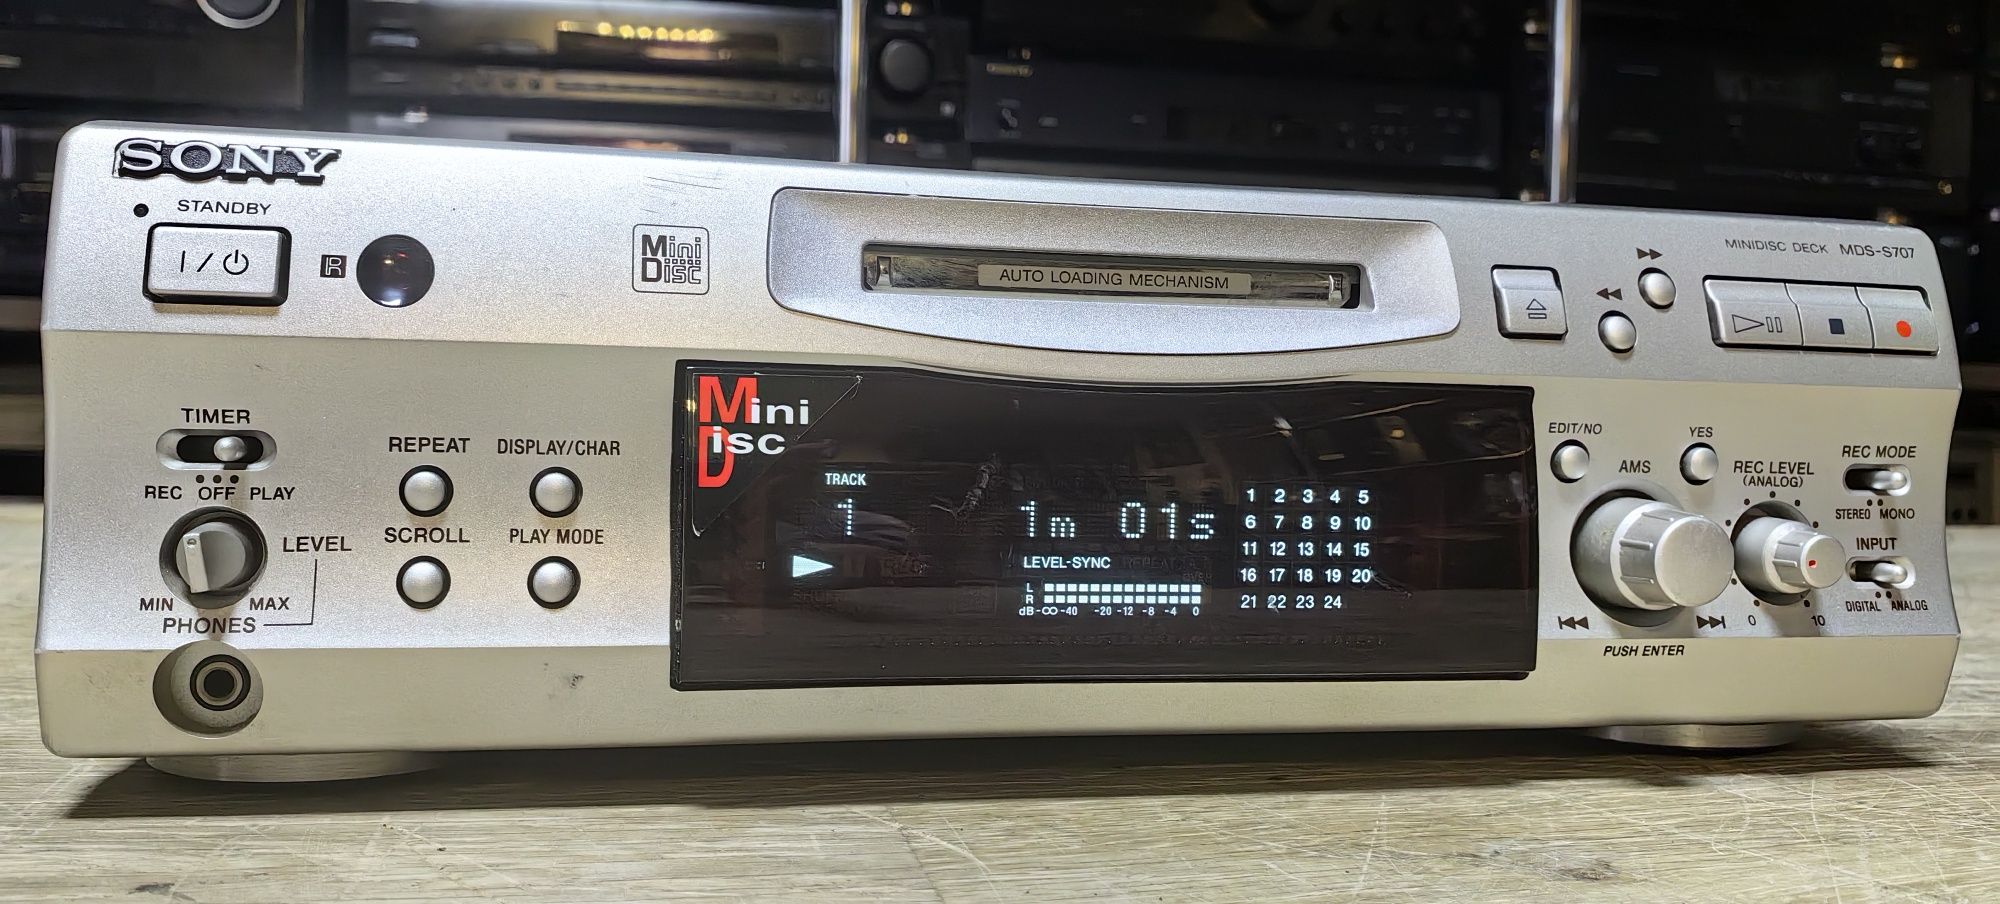 SONY
STANDBY
I / ⏻
R
Mini
Disc
AUTO LOADING MECHANISM
MINIDISC DECK MDS-S707
TIMER
REC OFF PLAY
LEVEL
MIN MAX
PHONES
REPEAT DISPLAY/CHAR
SCROLL PLAY MODE
Mini
Disc
TRACK
1 1m 01s
LEVEL-SYNC
L
R
dB -∞ -40 -20 -12 -8 -4 0
1 2 3 4 5
6 7 8 9 10
11 12 13 14 15
16 17 18 19 20
21 22 23 24
EDIT/NO
YES
AMS
PUSH ENTER
REC LEVEL
(ANALOG)
0 10
REC MODE
STEREO MONO
INPUT
DIGITAL ANALOG